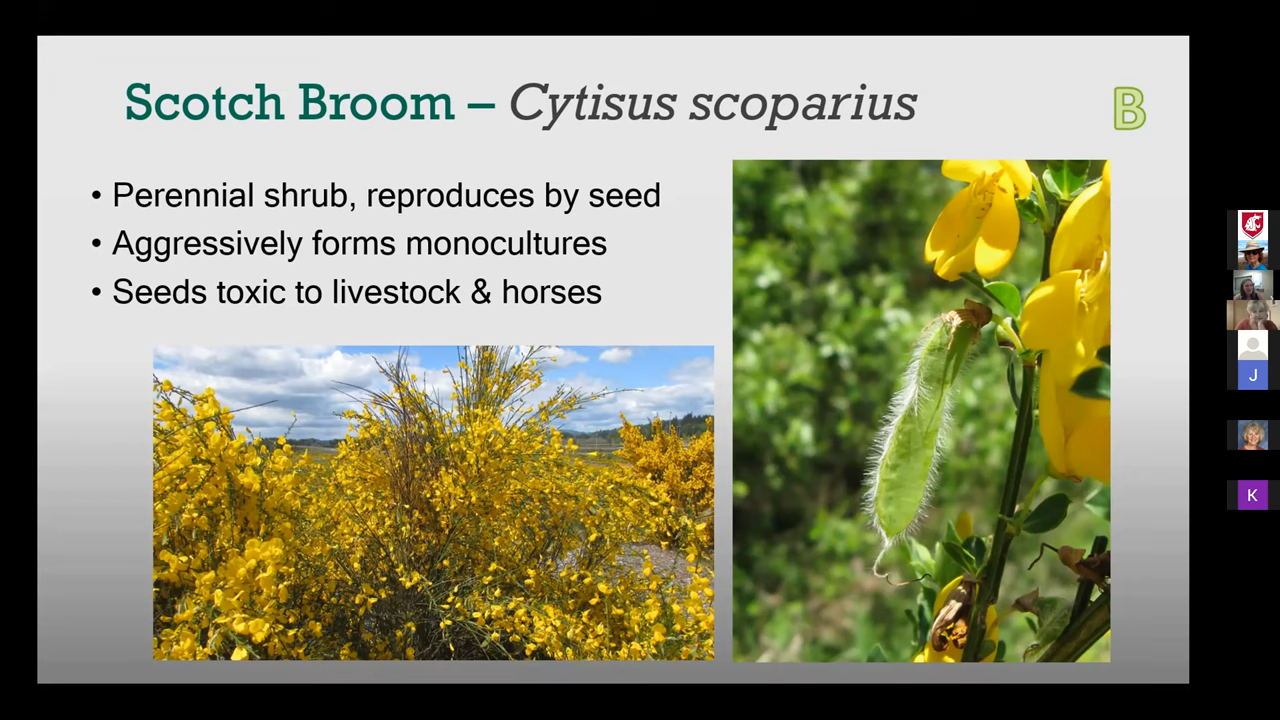 Scotch Broom – Cytisus scoparius
B
• Perennial shrub, reproduces by seed
• Aggressively forms monocultures
• Seeds toxic to livestock & horses
J
K